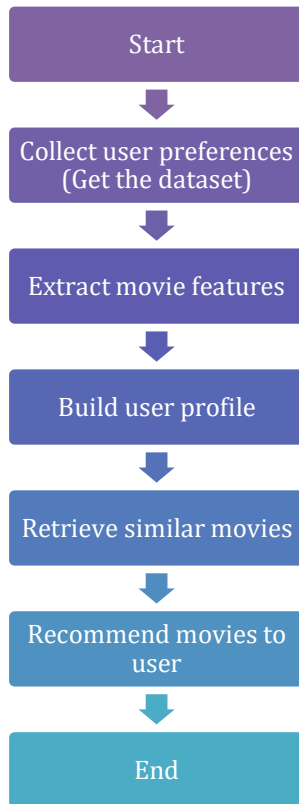 Start
Collect user preferences
(Get the dataset)
Extract movie features
Build user profile
Retrieve similar movies
Recommend movies to
user
End